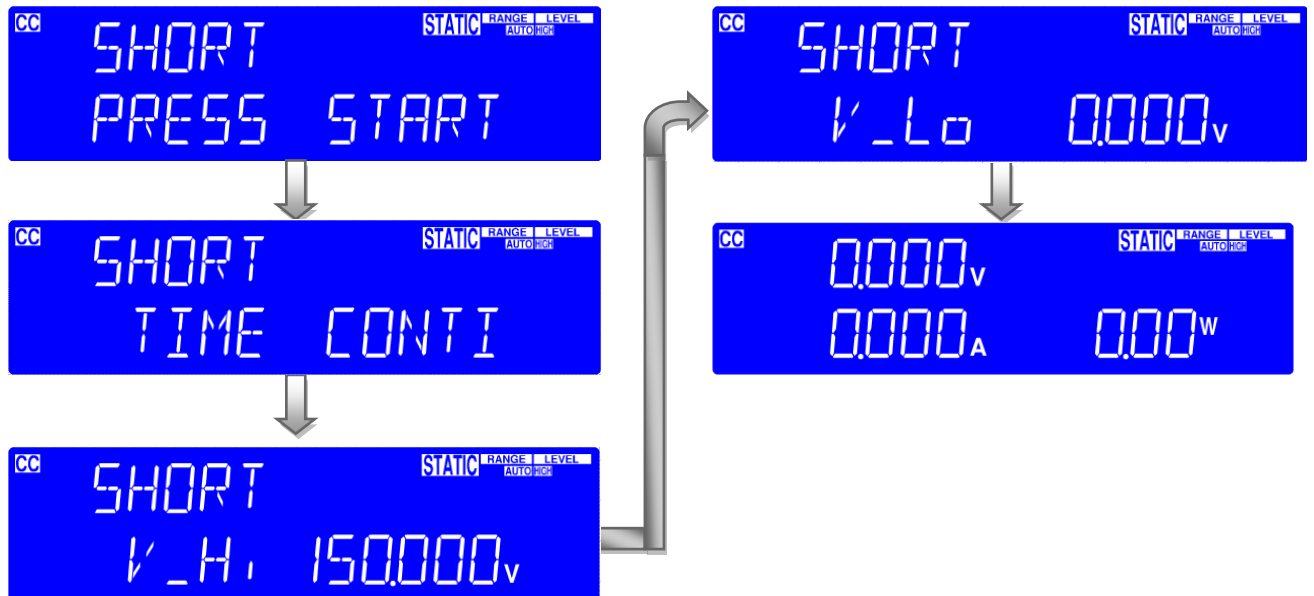 CC STATIC RANGE LEVEL
AUTO HIGH
SHORT
PRESS START
CC STATIC RANGE LEVEL
AUTO HIGH
SHORT
TIME CONTI
CC STATIC RANGE LEVEL
AUTO HIGH
SHORT
V_Hi 150.000V
CC STATIC RANGE LEVEL
AUTO HIGH
SHORT
V_Lo 0.000V
CC STATIC RANGE LEVEL
AUTO HIGH
0.000V
0.000A 0.00W